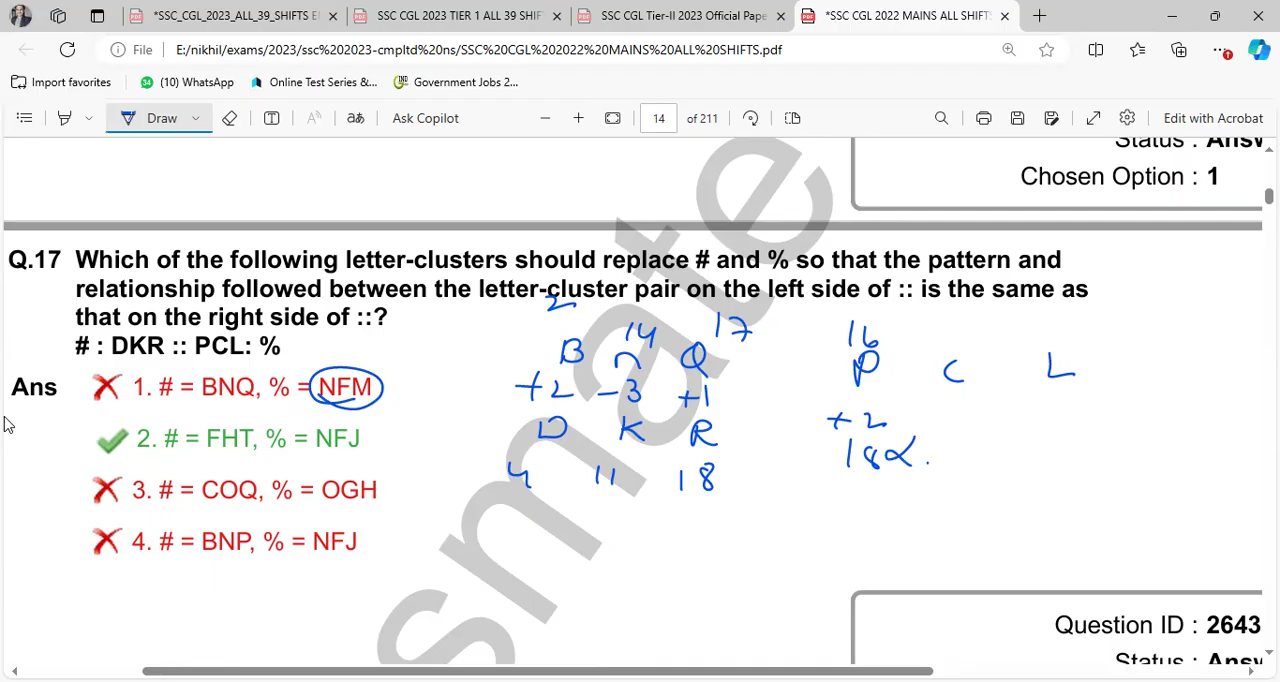 *SSC_CGL_2023_ALL_39_SHIFTS E
SSC CGL 2023 TIER 1 ALL 39 SHIF
SSC CGL Tier-II 2023 Official Pape
*SSC CGL 2022 MAINS ALL SHIFTS
File
E:/nikhil/exams/2023/ssc%202023-cmpltd%20ns/SSC%20CGL%202022%20MAINS%20ALL%20SHIFTS.pdf
Import favorites
34
(10) WhatsApp
Online Test Series &...
Government Jobs 2...
Draw
Ask Copilot
14
of 211
Edit with Acrobat
Status : Answ
Chosen Option : 1
Q.17 Which of the following letter-clusters should replace # and % so that the pattern and
relationship followed between the letter-cluster pair on the left side of :: is the same as
that on the right side of ::?
# : DKR :: PCL: %
Ans
1. # = BNQ, % = NFM
2. # = FHT, % = NFJ
3. # = COQ, % = OGH
4. # = BNP, % = NFJ
2 14 17 16
B n Q P C L
+2 -3 +1 +2
D K R 18
4 11 18
smate
Question ID : 2643
Status : Answ